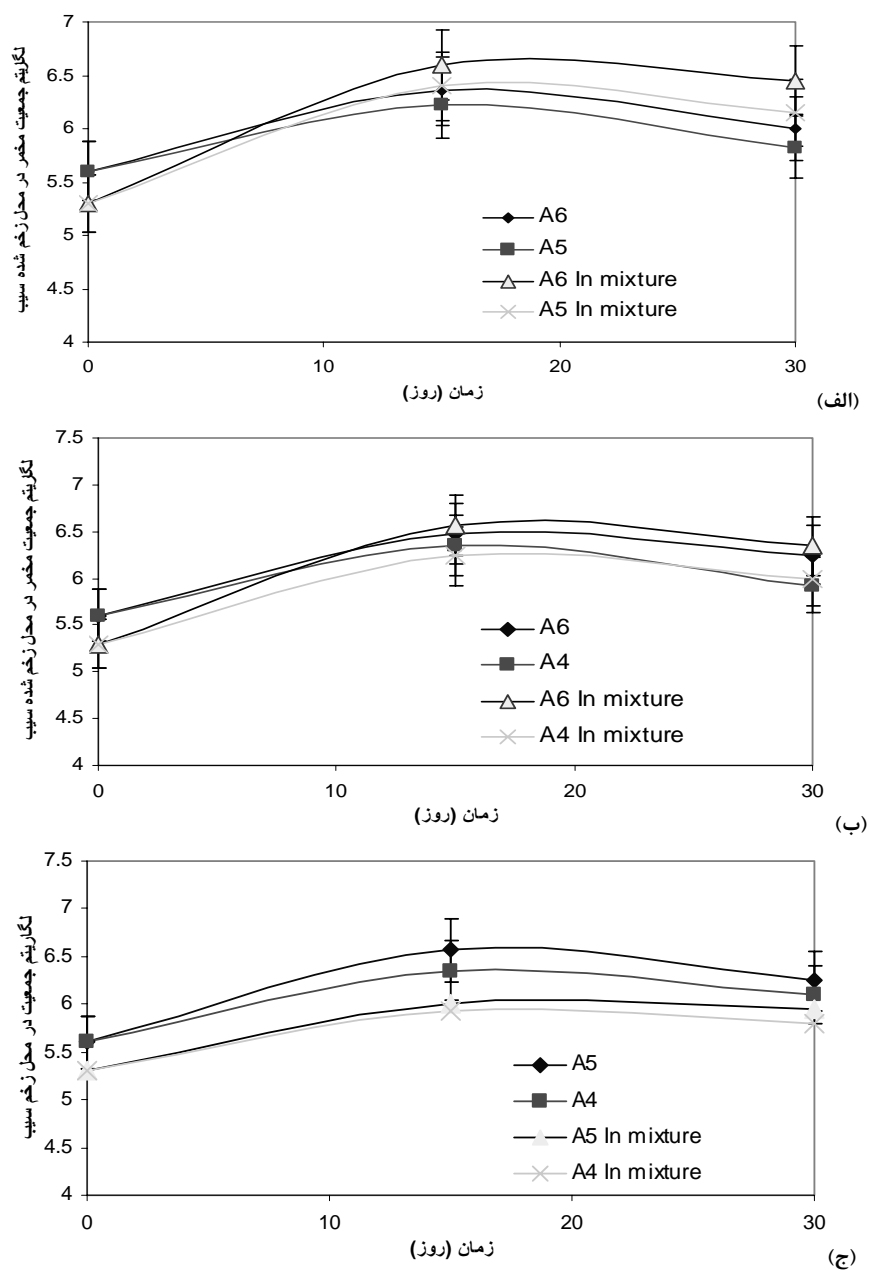 لگاریتم جمعیت مخمر در محل زخم شده سیب
7
6.5
6
5.5
5
4.5
4
A6
A5
A6 In mixture
A5 In mixture
0
10
20
30
زمان (روز)
(الف)
لگاریتم جمعیت مخمر در محل زخم شده سیب
7.5
7
6.5
6
5.5
5
4.5
4
A6
A4
A6 In mixture
A4 In mixture
0
10
20
30
زمان (روز)
(ب)
لگاریتم جمعیت در محل زخم سیب
7.5
7
6.5
6
5.5
5
4.5
4
A5
A4
A5 In mixture
A4 In mixture
0
10
20
30
زمان (روز)
(ج)